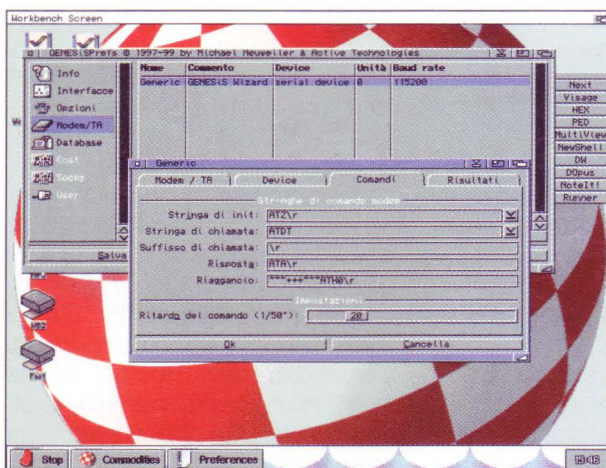 Workbench Screen
GENESiSPrefs © 1997-99 by Michael Neuweiler & Active Technologies
Info
Interfacce
Opzioni
Modem/TA
Database
Cost
Socks
User
Nome Commento Device Unità Baud rate
Generic GENESiS Wizard serial.device 0 115200
Salva
Next
Visage
HEX
PED
MultiView
NewShell
DW
DOpus
NoteIt!
Runner
Generic
Modem / TA Device Comandi Risultati
Stringhe di comando modem
Stringa di init: ATZ\r
Stringa di chiamata: ATDT
Suffisso di chiamata: \r
Risposta: ATA\r
Riaggancio: ~~~+++~~~ATH0\r
Impostazioni
Ritardo del comando (1/50"): 20
Ok Cancella
WB2
Stop Commodities Preferences